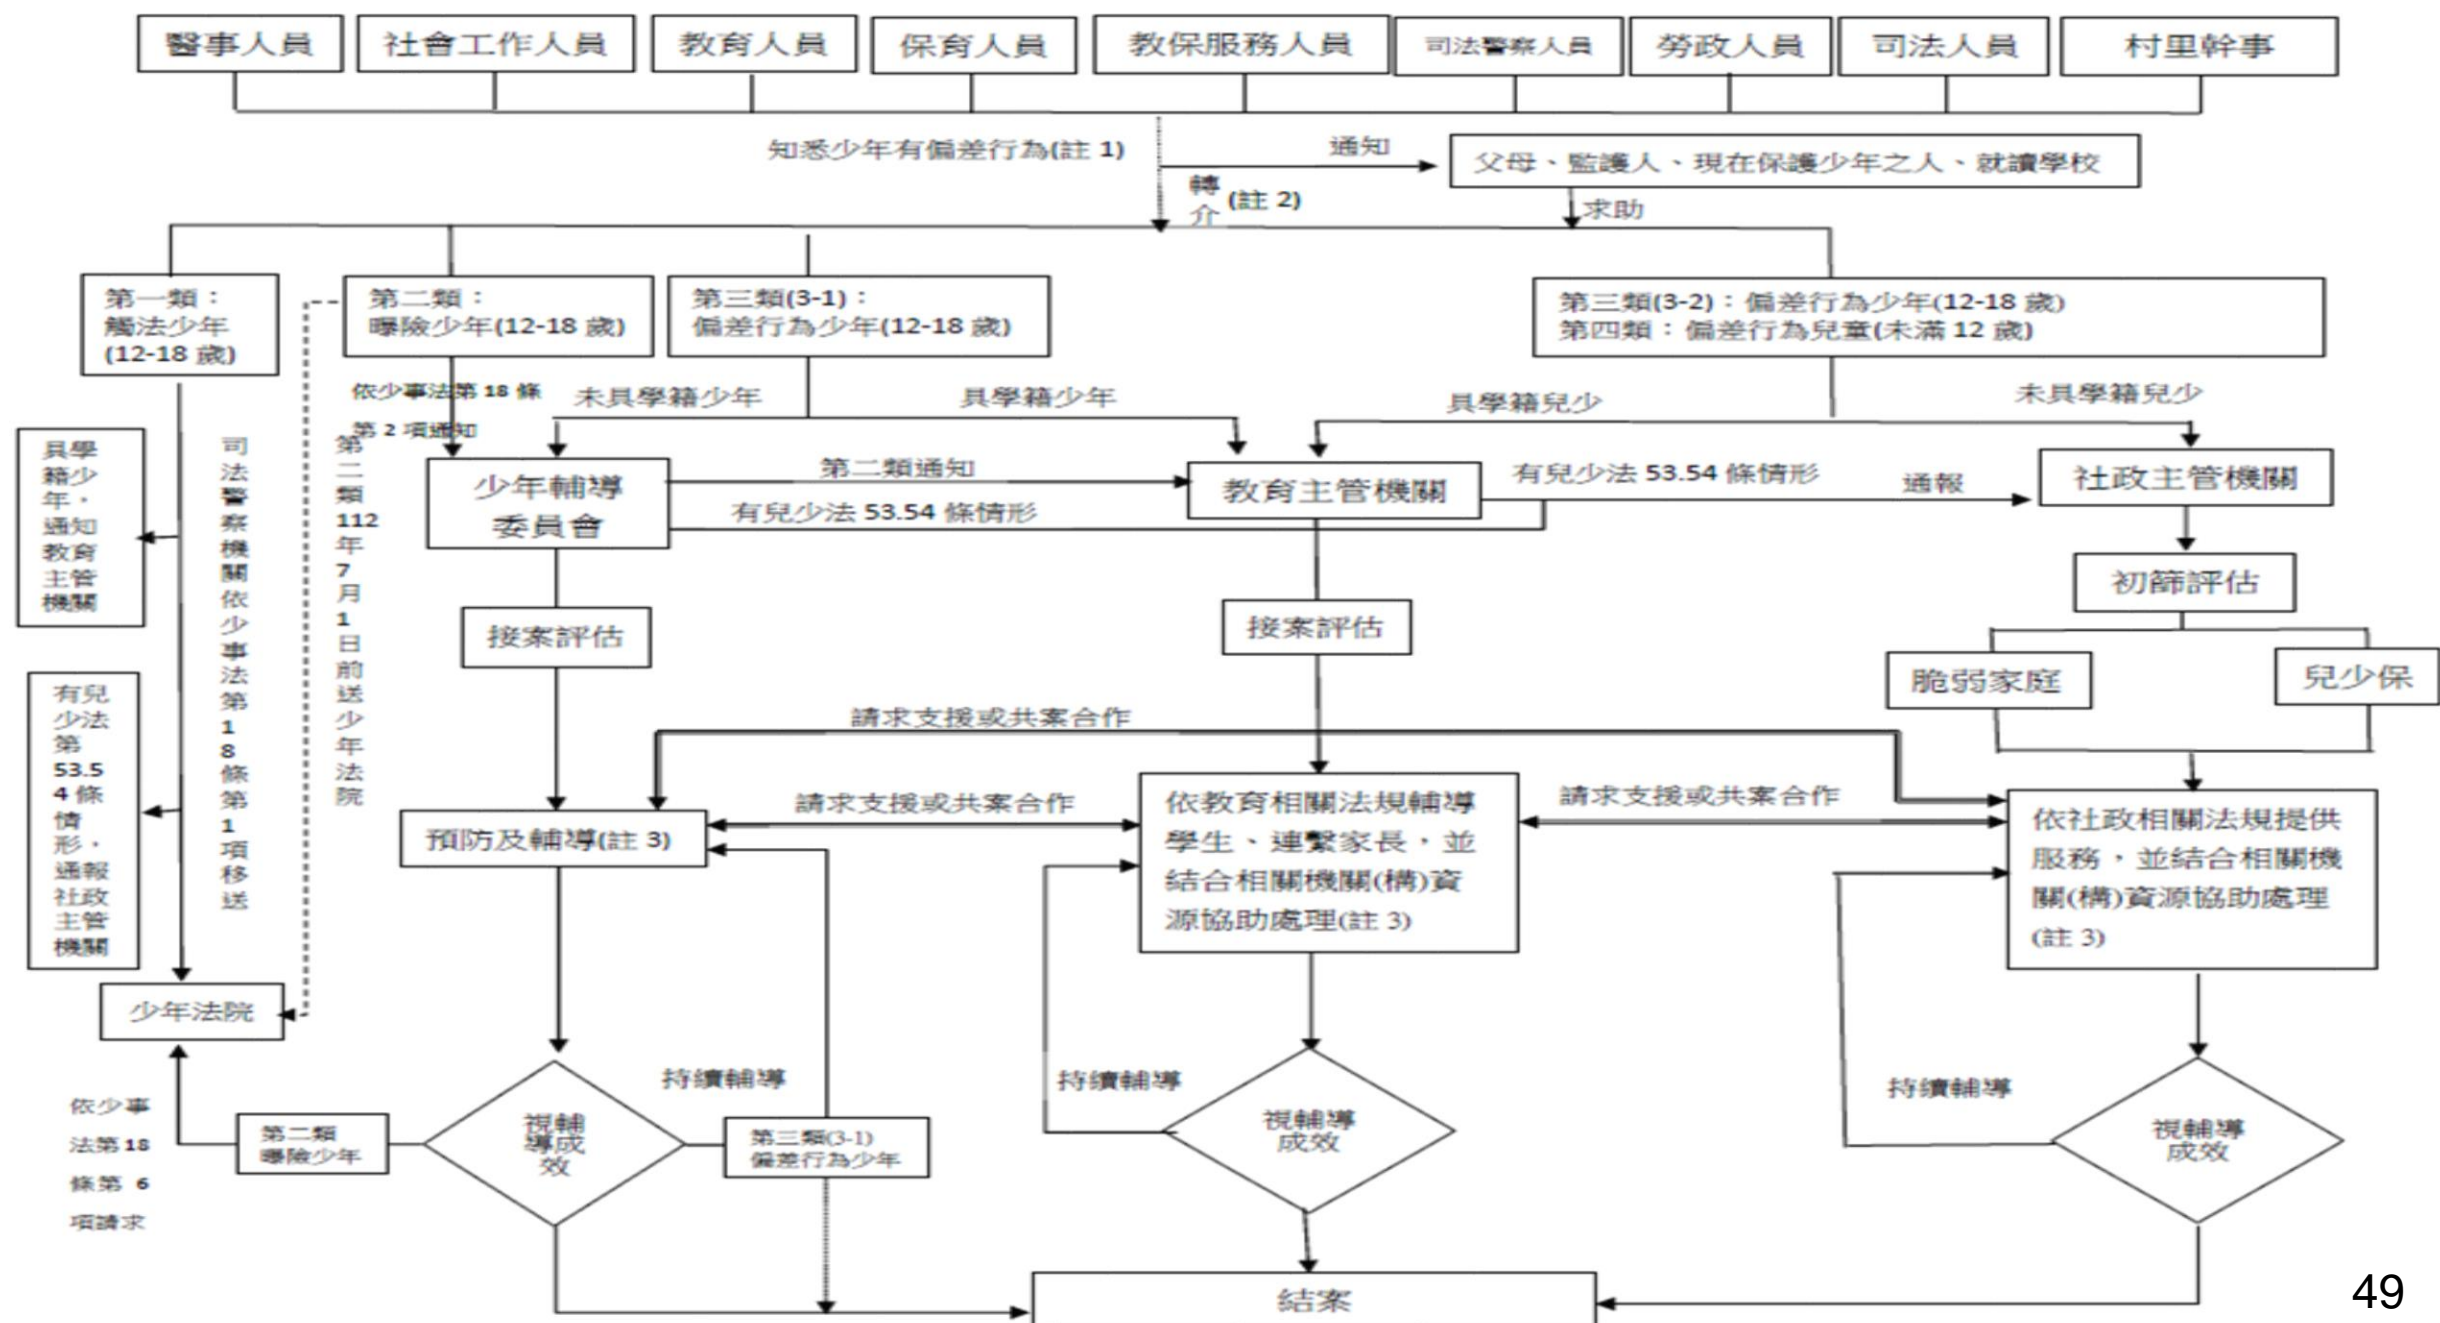 醫事人員
社會工作人員
教育人員
保育人員
教保服務人員
司法警察人員
勞政人員
司法人員
村里幹事
知悉少年有偏差行為(註 1)
通知
父母、監護人、現在保護少年之人、就讀學校
轉
介
(註 2)
求助
第一類：
觸法少年
(12-18 歲)
第二類：
曝險少年(12-18 歲)
第三類(3-1)：
偏差行為少年(12-18 歲)
第三類(3-2)：偏差行為少年(12-18 歲)
第四類：偏差行為兒童(未滿 12 歲)
依少事法第 18 條
第 2 項通知
未具學籍少年
具學籍少年
具學籍兒少
未具學籍兒少
具學
籍少
年，
通知
教育
主管
機關
司
法
警
察
機
關
依
少
事
法
第
1
8
條
第
1
項
移
送
第
二
類
112
年
7
月
1
日
前
送
少
年
法
院
少年輔導
委員會
第二類通知
有兒少法 53.54 條情形
教育主管機關
有兒少法 53.54 條情形
通報
社政主管機關
初篩評估
接案評估
接案評估
脆弱家庭
兒少保
有兒
少法
第
53.5
4 條
情
形，
通報
社政
主管
機關
請求支援或共案合作
請求支援或共案合作
請求支援或共案合作
預防及輔導(註 3)
依教育相關法規輔導
學生、連繫家長，並
結合相關機關(構)資
源協助處理(註 3)
依社政相關法規提供
服務，並結合相關機
關(構)資源協助處理
(註 3)
少年法院
依少事
法第 18
條第 6
項請求
第二類
曝險少年
視輔
導成
效
持續輔導
第三類(3-1)
偏差行為少年
持續輔導
視輔導
成效
持續輔導
視輔導
成效
結案
49